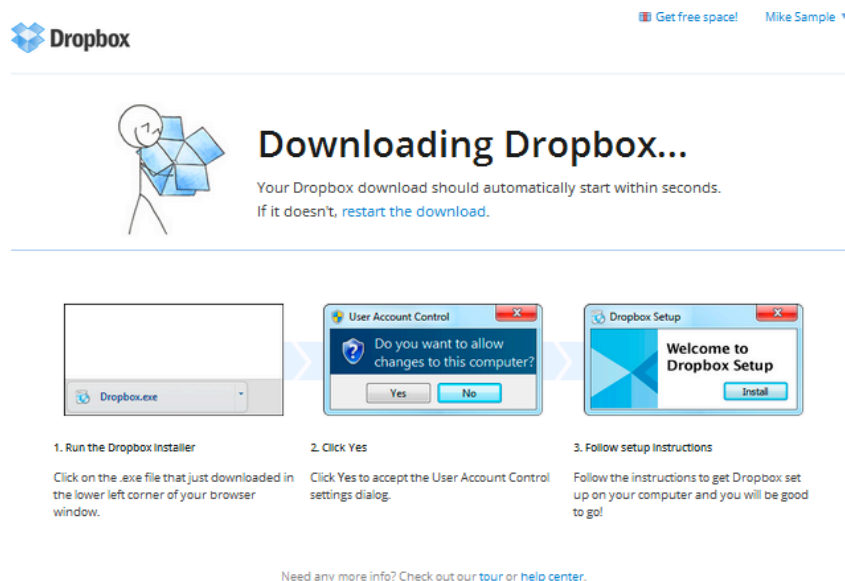 Get free space! Mike Sample
Dropbox
Downloading Dropbox...
Your Dropbox download should automatically start within seconds.
If it doesn't, restart the download.
Dropbox.exe
User Account Control
Do you want to allow
changes to this computer?
Yes No
Dropbox Setup
Welcome to
Dropbox Setup
Install
1. Run the Dropbox Installer
Click on the .exe file that just downloaded in
the lower left corner of your browser
window.
2. Click Yes
Click Yes to accept the User Account Control
settings dialog.
3. Follow setup instructions
Follow the instructions to get Dropbox set
up on your computer and you will be good
to go!
Need any more info? Check out our tour or help center.